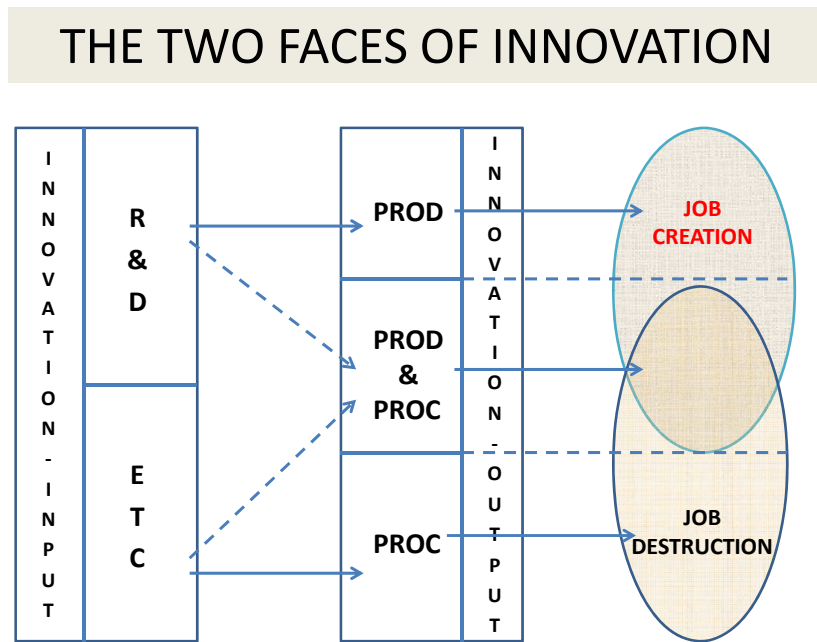 THE TWO FACES OF INNOVATION
INNOVATION-INPUT
R
&
D
E
T
C
PROD
PROD
&
PROC
PROC
INNOVATION-OUTPUT
JOB
CREATION
JOB
DESTRUCTION